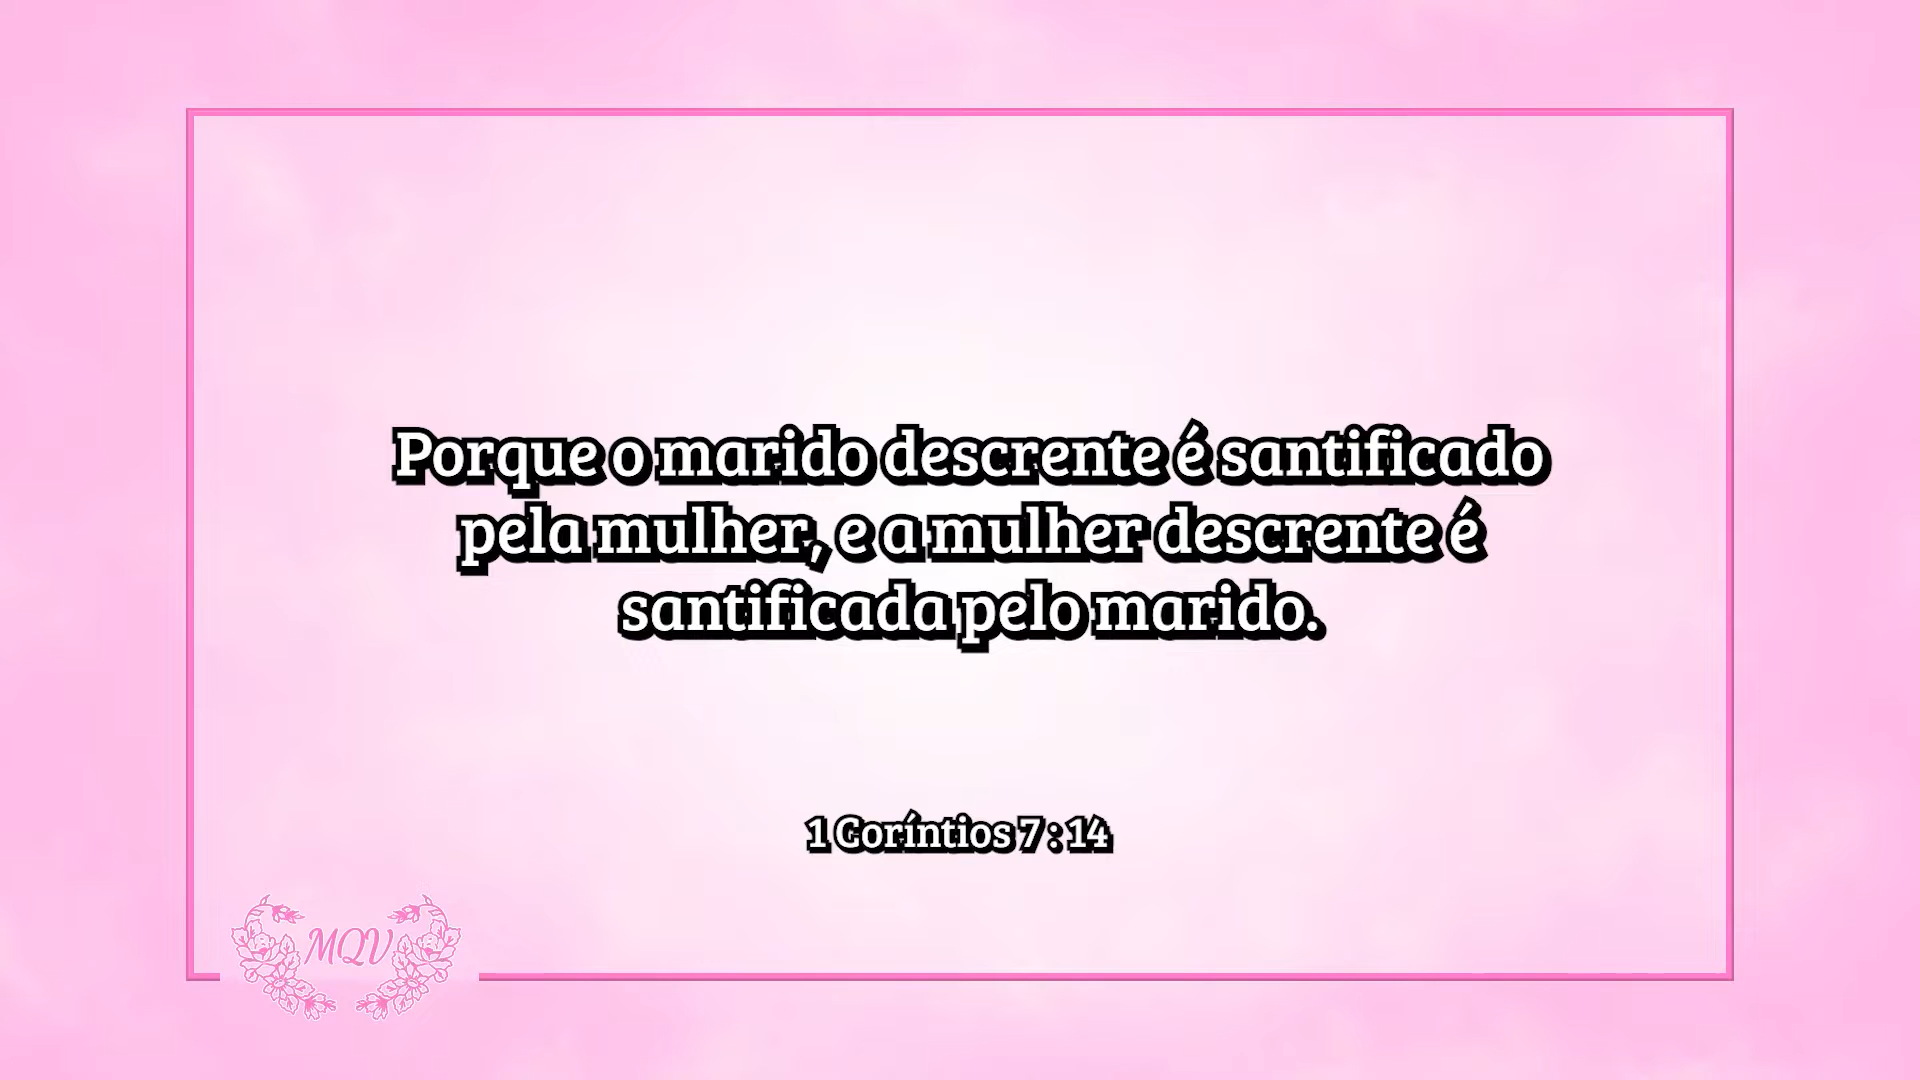 Porque o marido descrente é santificado
pela mulher, e a mulher descrente é
santificada pelo marido.
1 Coríntios 7 : 14
MQV